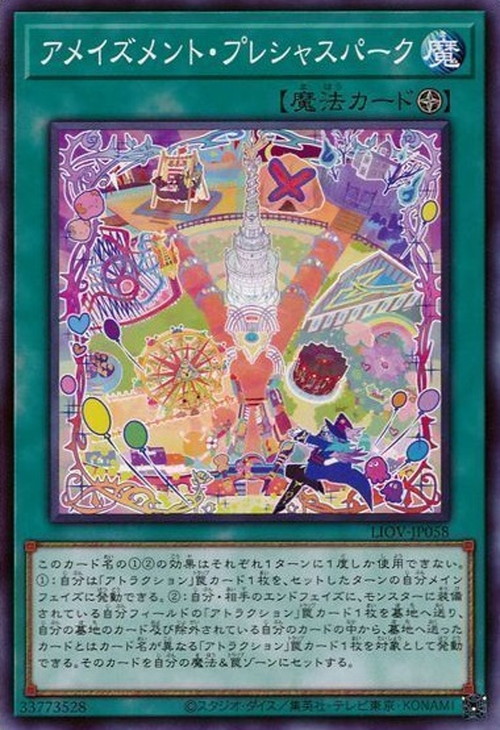 アメイズメント・プレシャスパーク
魔
【魔法カード】
LIOV-JP058
このカード名の①②の効果はそれぞれ1ターンに1度しか使用できない。
①:自分は「アトラクション」罠カード1枚を、セットしたターンの自分メイン
フェイズに発動できる。②:自分・相手のエンドフェイズに、モンスターに装備
されている自分フィールドの「アトラクション」罠カード1枚を墓地へ送り、
自分の墓地のカード及び除外されている自分のカードの中から、墓地へ送った
カードとはカード名が異なる「アトラクション」罠カード1枚を対象として発動
できる。そのカードを自分の魔法&罠ゾーンにセットする。
33773528
©スタジオ・ダイス/集英社・テレビ東京・KONAMI